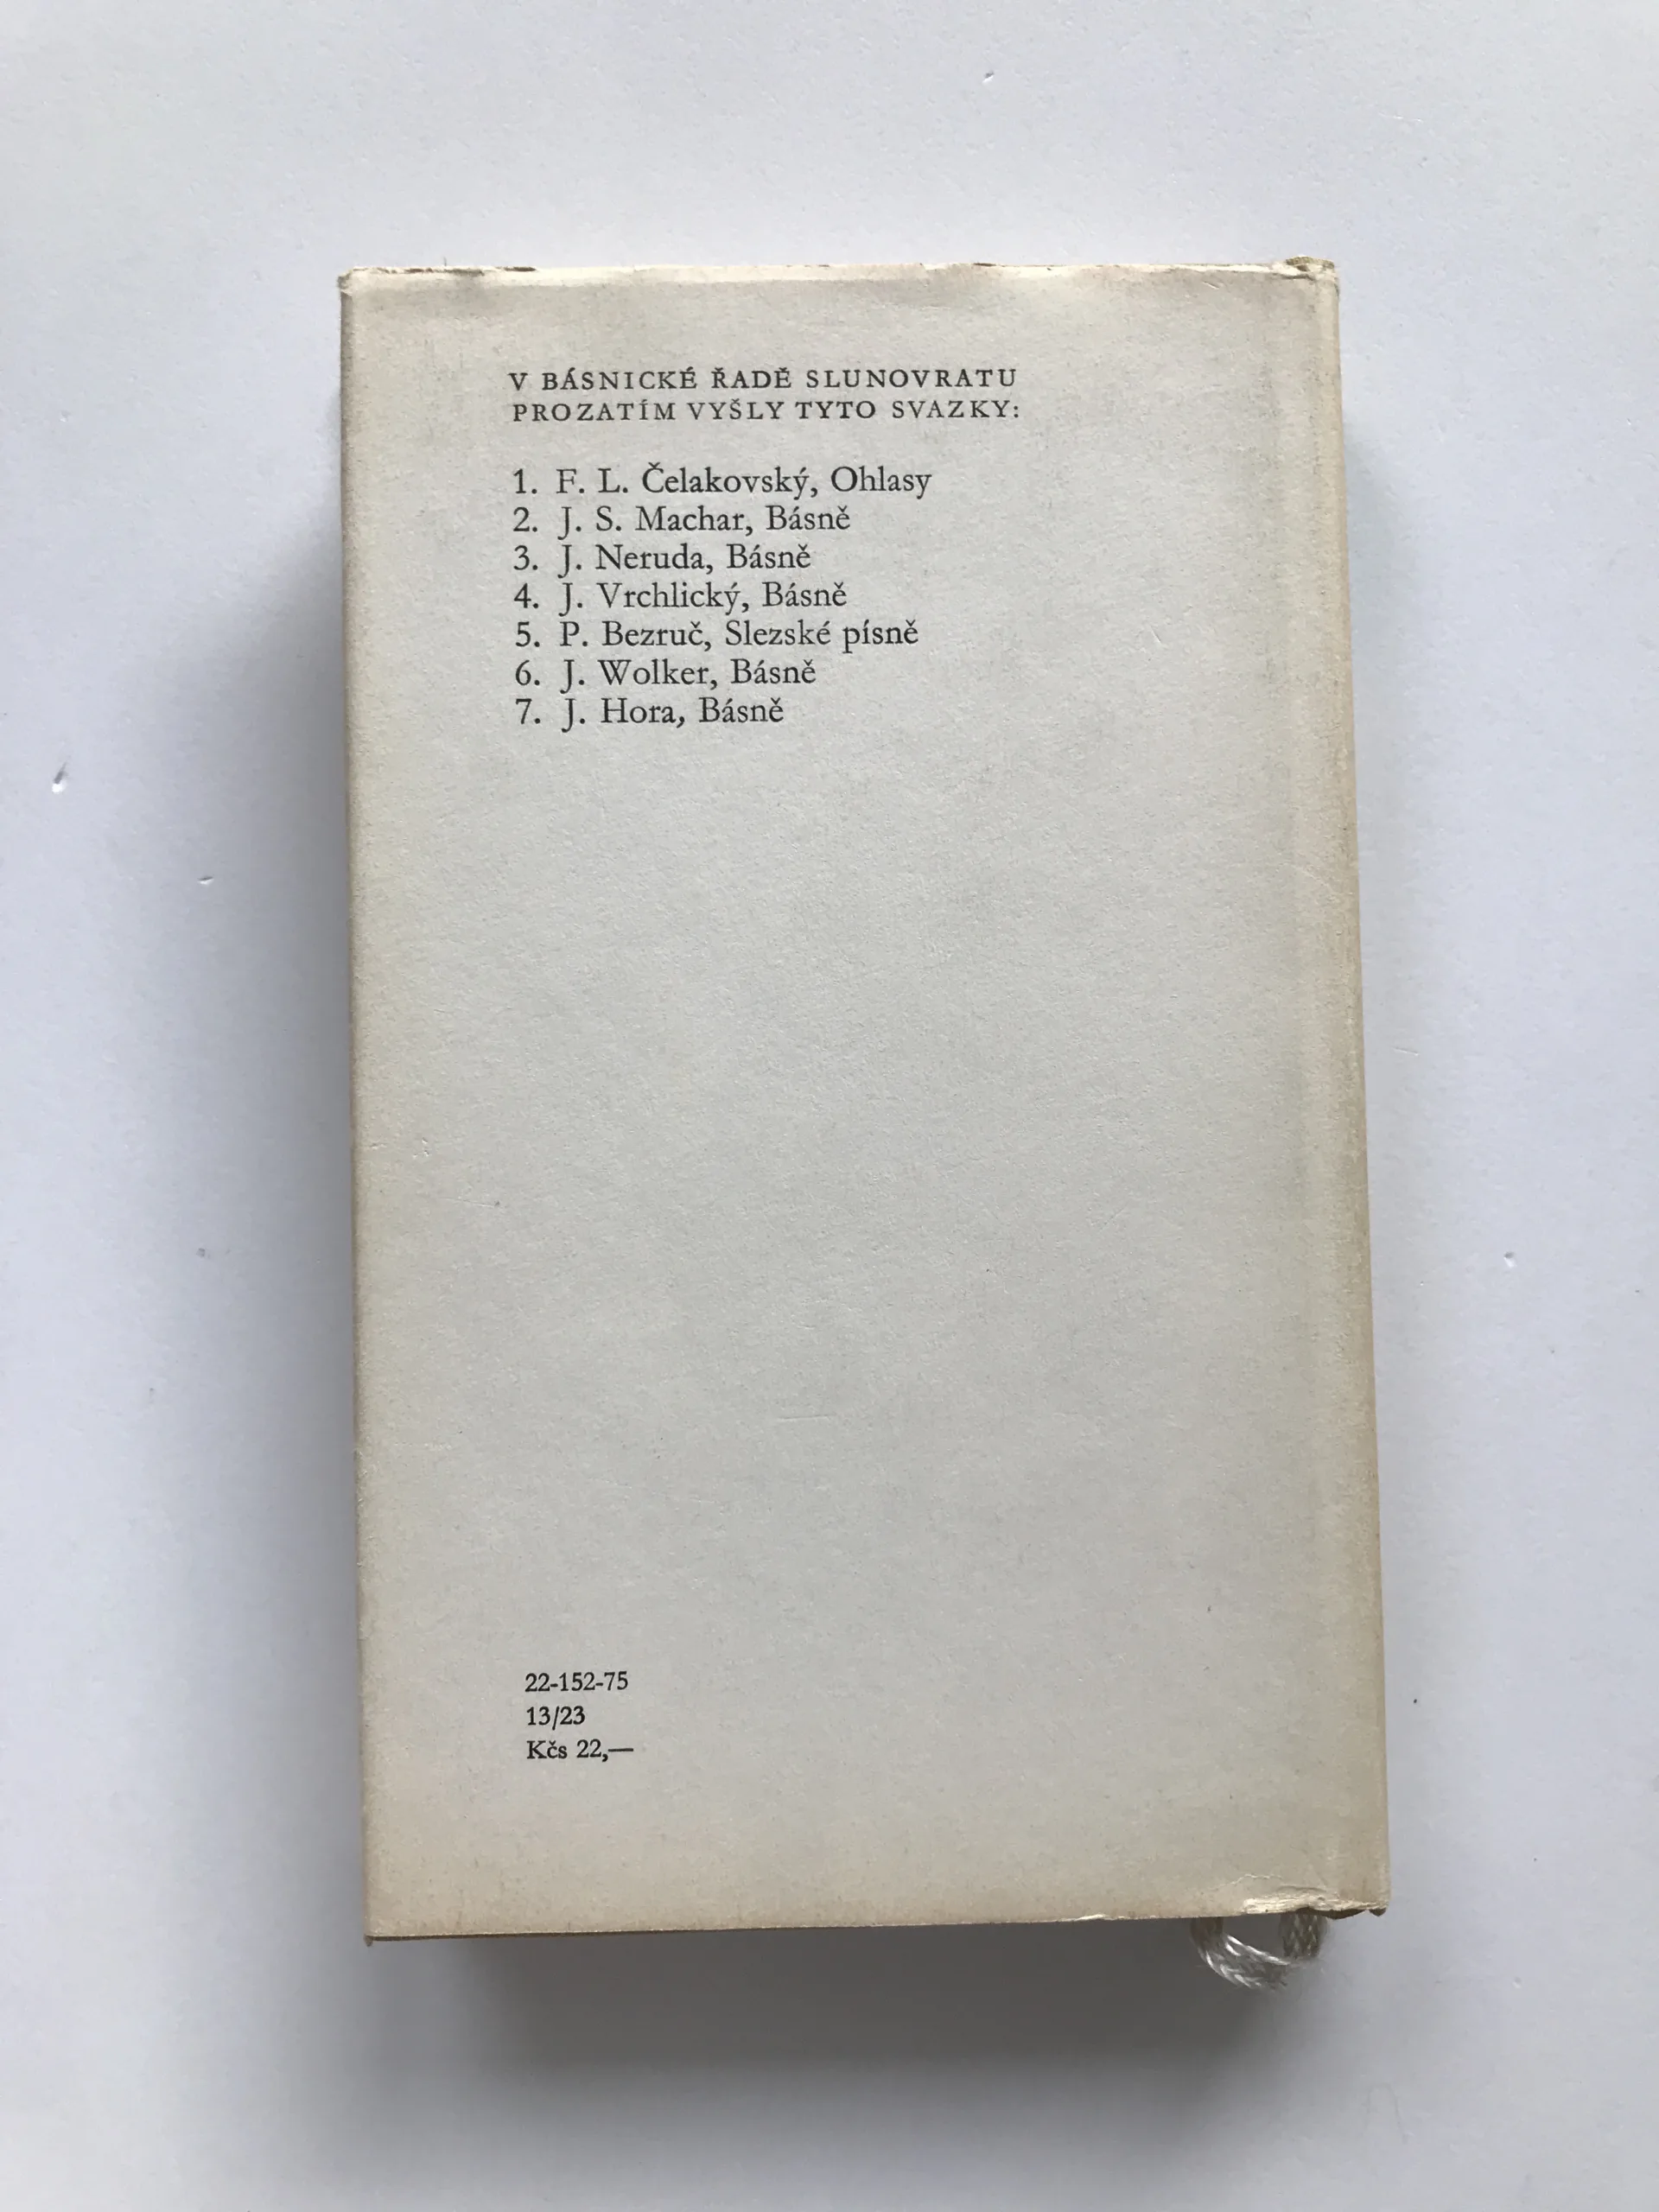 V BÁSNICKÉ ŘADĚ SLUNOVRATU
PROZATÍM VYŠLY TYTO SVAZKY:
1. F. L. Čelakovský, Ohlasy
2. J. S. Machar, Básně
3. J. Neruda, Básně
4. J. Vrchlický, Básně
5. P. Bezruč, Slezské písně
6. J. Wolker, Básně
7. J. Hora, Básně
22-152-75
13/23
Kčs 22,—